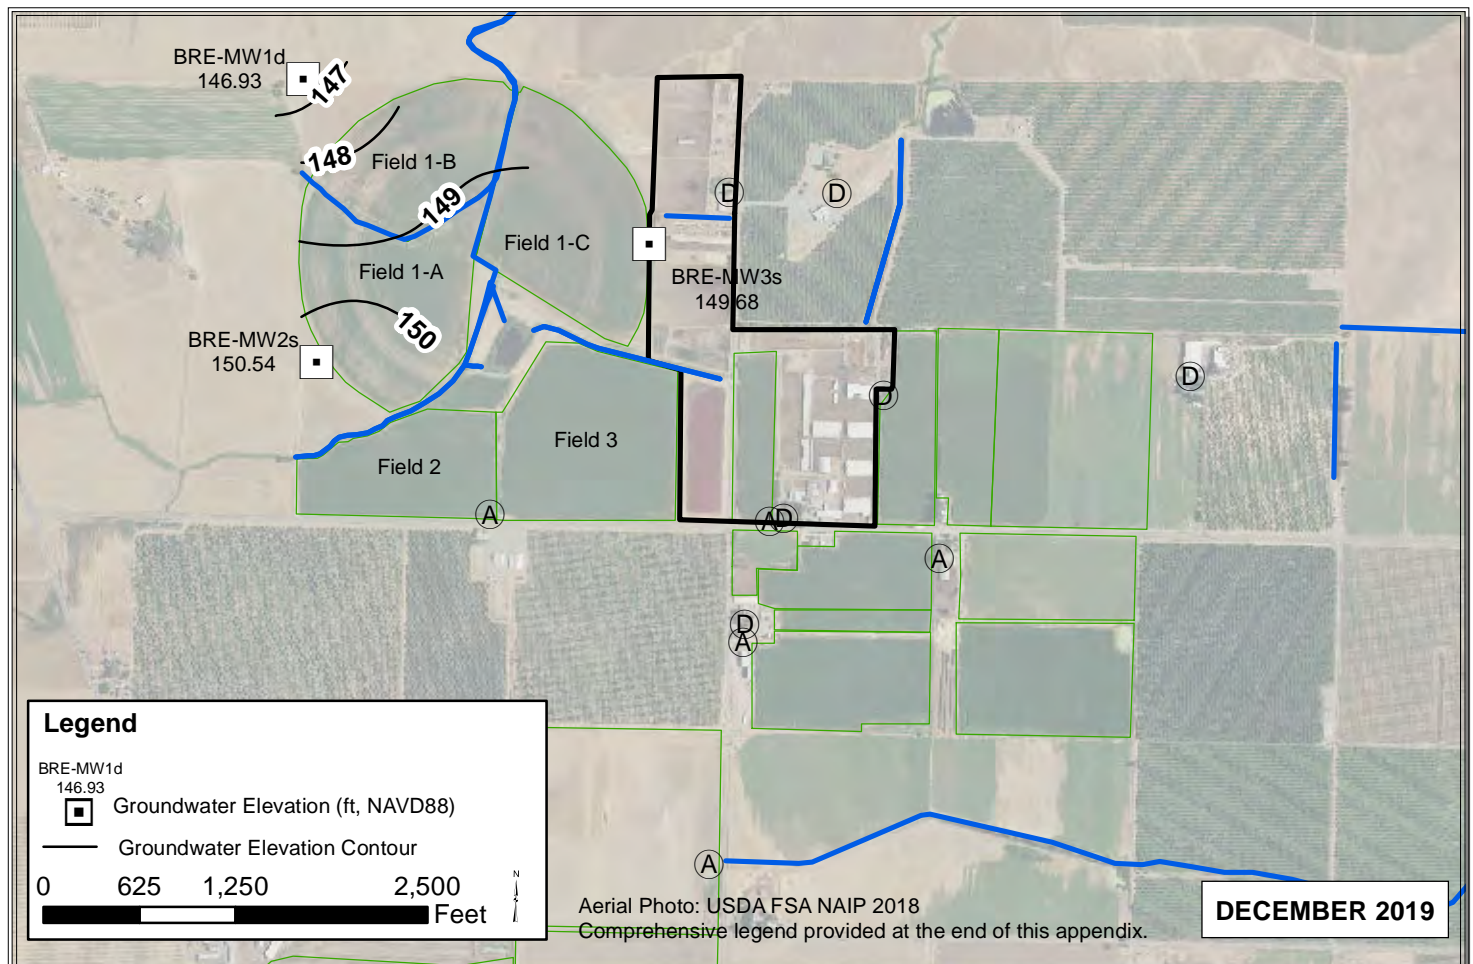 BRE-MW1d
146.93
147
148
Field 1-B
149
D
D
Field 1-C
Field 1-A
BRE-MW3s
149.68
150
BRE-MW2s
150.54
D
D
Field 3
Field 2
A
A
D
A
D
A
A
Legend
BRE-MW1d
146.93
Groundwater Elevation (ft, NAVD88)
Groundwater Elevation Contour
0 625 1,250 2,500
Feet
N
Aerial Photo: USDA FSA NAIP 2018
Comprehensive legend provided at the end of this appendix.
DECEMBER 2019